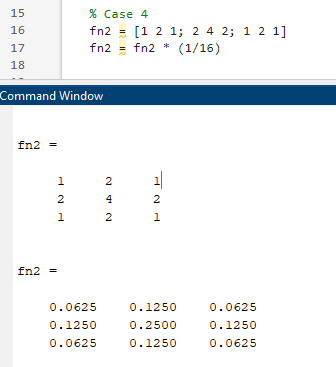 15 % Case 4
16 fn2 = [1 2 1; 2 4 2; 1 2 1]
17 fn2 = fn2 * (1/16)
18
Command Window
fn2 =
1 2 1
2 4 2
1 2 1
fn2 =
0.0625 0.1250 0.0625
0.1250 0.2500 0.1250
0.0625 0.1250 0.0625